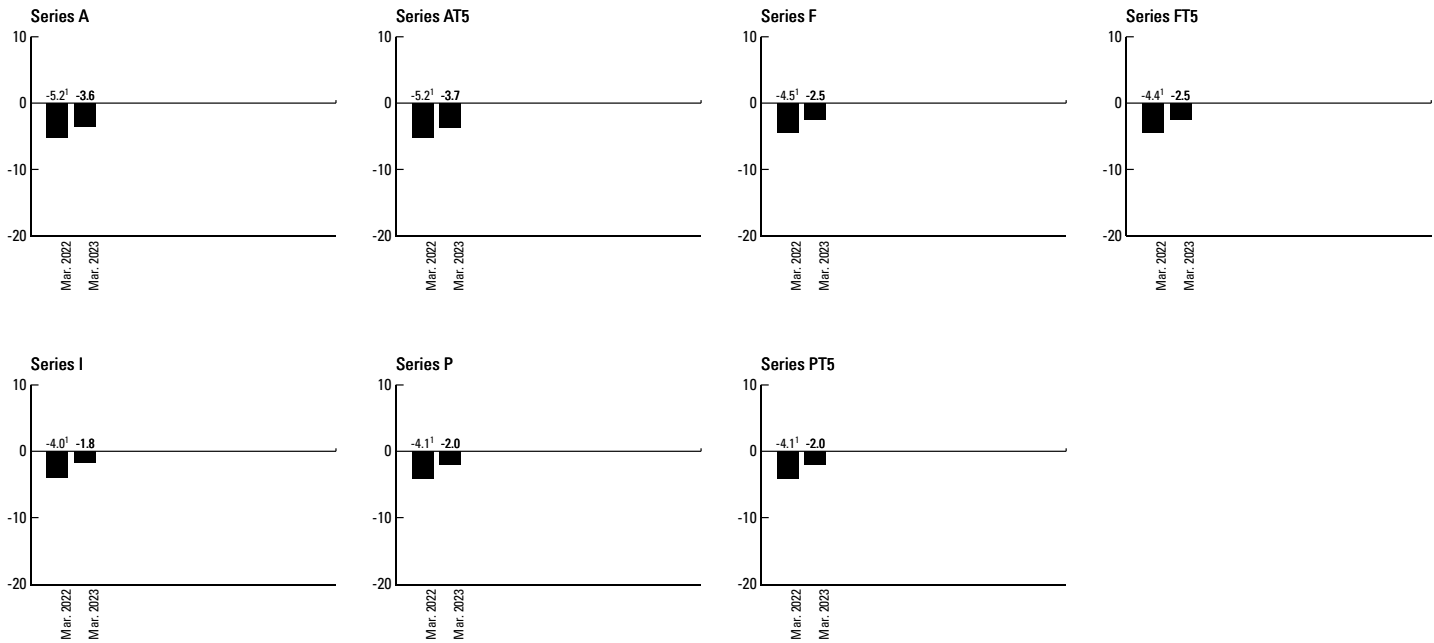 Series A
10
0
-10
-20
-5.2¹ -3.6
Mar. 2022
Mar. 2023
Series AT5
10
0
-10
-20
-5.2¹ -3.7
Mar. 2022
Mar. 2023
Series F
10
0
-10
-20
-4.5¹ -2.5
Mar. 2022
Mar. 2023
Series FT5
10
0
-10
-20
-4.4¹ -2.5
Mar. 2022
Mar. 2023
Series I
10
0
-10
-20
-4.0¹ -1.8
Mar. 2022
Mar. 2023
Series P
10
0
-10
-20
-4.1¹ -2.0
Mar. 2022
Mar. 2023
Series PT5
10
0
-10
-20
-4.1¹ -2.0
Mar. 2022
Mar. 2023